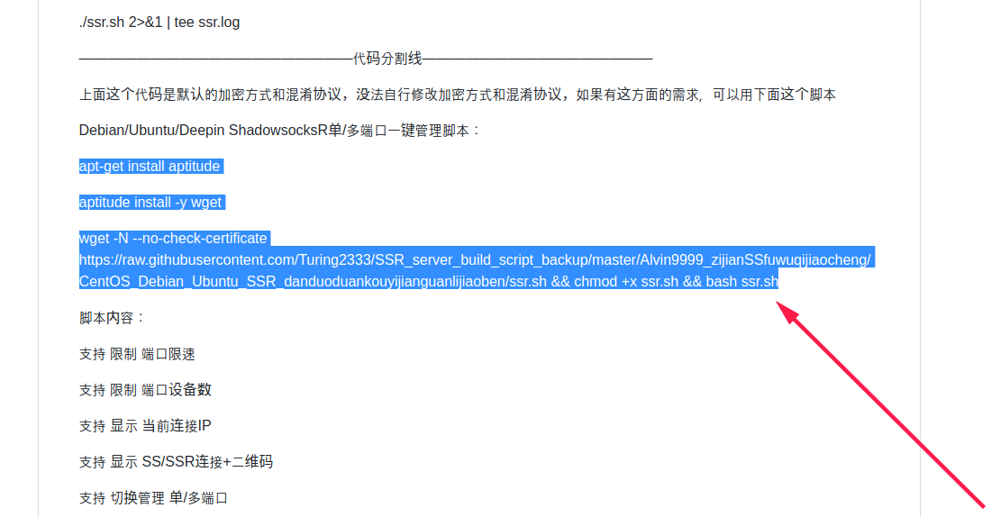 ./ssr.sh 2>&1 | tee ssr.log
———————————————————代码分割线————————————————
上面这个代码是默认的加密方式和混淆协议，没法自行修改加密方式和混淆协议，如果有这方面的需求，可以用下面这个脚本
Debian/Ubuntu/Deepin ShadowsocksR单/多端口一键管理脚本：
apt-get install aptitude
aptitude install -y wget
wget -N --no-check-certificate
https://raw.githubusercontent.com/Turing2333/SSR_server_build_script_backup/master/Alvin9999_zijianSSfuwuqijiaocheng/
CentOS_Debian_Ubuntu_SSR_danduoduankouyijianguanlijiaoben/ssr.sh && chmod +x ssr.sh && bash ssr.sh
脚本内容：
支持 限制 端口限速
支持 限制 端口设备数
支持 显示 当前连接IP
支持 显示 SS/SSR连接+二维码
支持 切换管理 单/多端口